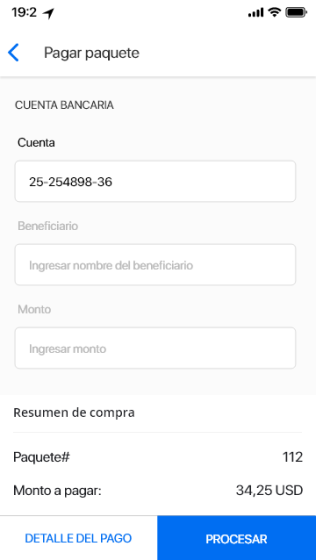 19:2
Pagar paquete
CUENTA BANCARIA
Cuenta
25-254898-36
Beneficiario
Ingresar nombre del beneficiario
Monto
Ingresar monto
Resumen de compra
Paquete# 112
Monto a pagar: 34,25 USD
DETALLE DEL PAGO PROCESAR